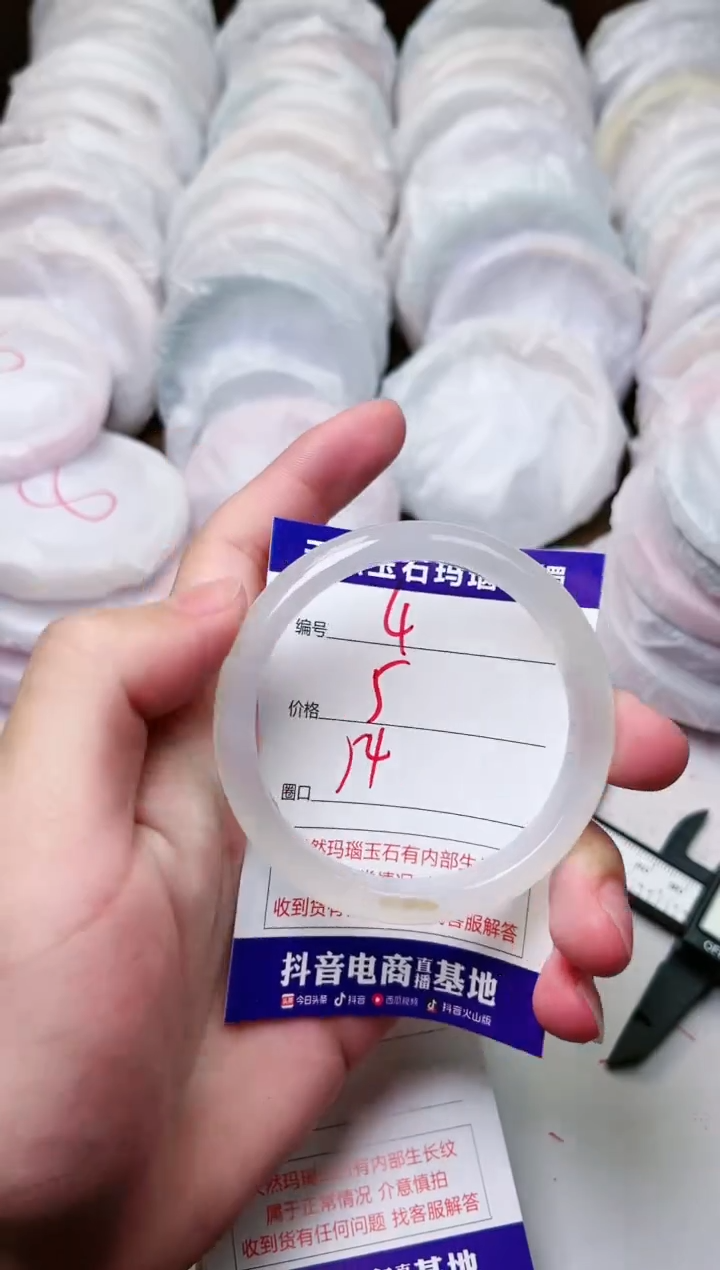 玉石玛瑙
编号 4
价格 5
圈口 14
然玛瑙玉石有内部生
收到货有 客服解答
抖音电商直播基地
今日头条 抖音 西瓜视频 抖音火山版
然玛瑙 有内部生长纹
属于正常情况 介意慎拍
收到货有任何问题 找客服解答
基地
8